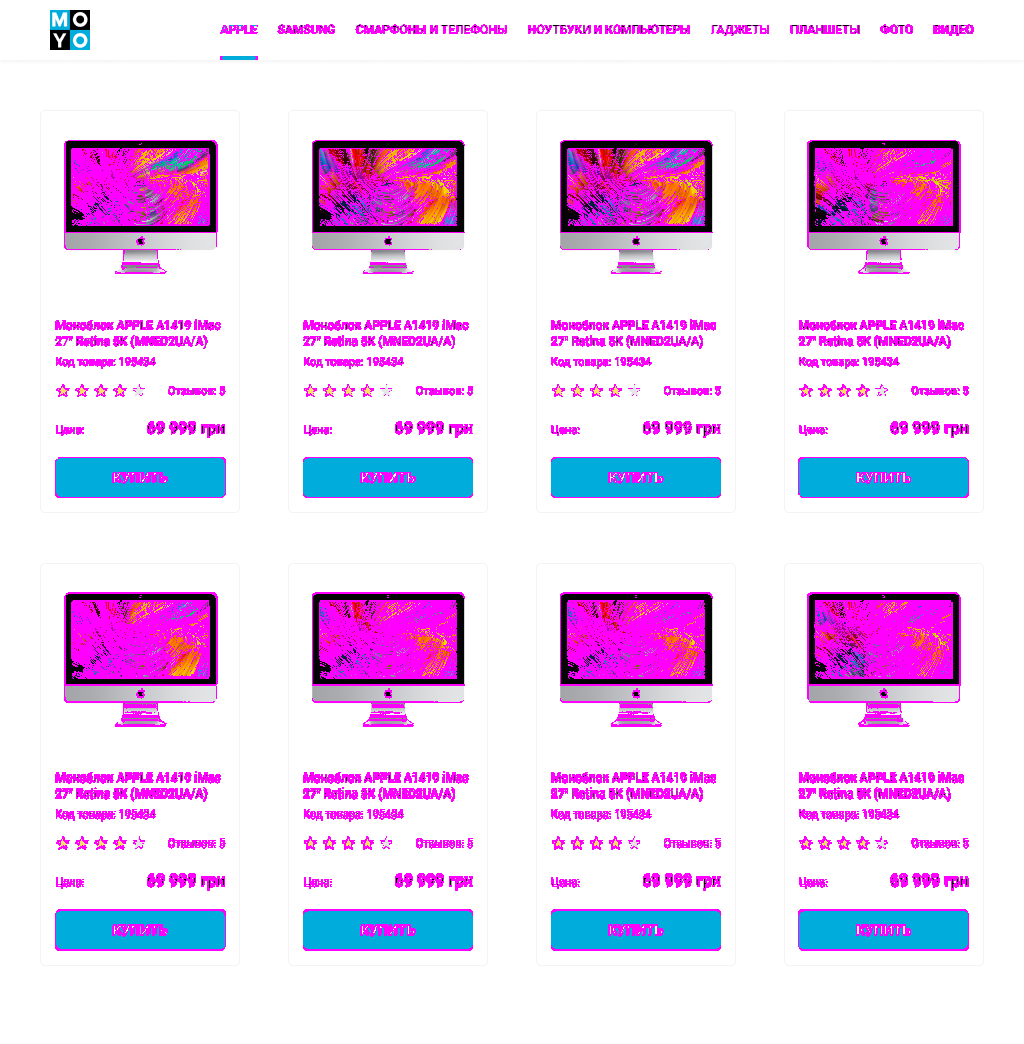 MO
YO
APPLE SAMSUNG СМАРФОНЫ И ТЕЛЕФОНЫ НОУТБУКИ И КОМПЬЮТЕРЫ ГАДЖЕТЫ ПЛАНШЕТЫ ФОТО ВИДЕО
Моноблок APPLE A1419 iMac
27" Retina 5K (MNED2UA/A)
Код товара: 195434
Отзывов: 5
Цена: 69 999 грн
КУПИТЬ
Моноблок APPLE A1419 iMac
27" Retina 5K (MNED2UA/A)
Код товара: 195434
Отзывов: 5
Цена: 69 999 грн
КУПИТЬ
Моноблок APPLE A1419 iMac
27" Retina 5K (MNED2UA/A)
Код товара: 195434
Отзывов: 5
Цена: 69 999 грн
КУПИТЬ
Моноблок APPLE A1419 iMac
27" Retina 5K (MNED2UA/A)
Код товара: 195434
Отзывов: 5
Цена: 69 999 грн
КУПИТЬ
Моноблок APPLE A1419 iMac
27" Retina 5K (MNED2UA/A)
Код товара: 195434
Отзывов: 5
Цена: 69 999 грн
КУПИТЬ
Моноблок APPLE A1419 iMac
27" Retina 5K (MNED2UA/A)
Код товара: 195434
Отзывов: 5
Цена: 69 999 грн
КУПИТЬ
Моноблок APPLE A1419 iMac
27" Retina 5K (MNED2UA/A)
Код товара: 195434
Отзывов: 5
Цена: 69 999 грн
КУПИТЬ
Моноблок APPLE A1419 iMac
27" Retina 5K (MNED2UA/A)
Код товара: 195434
Отзывов: 5
Цена: 69 999 грн
КУПИТЬ